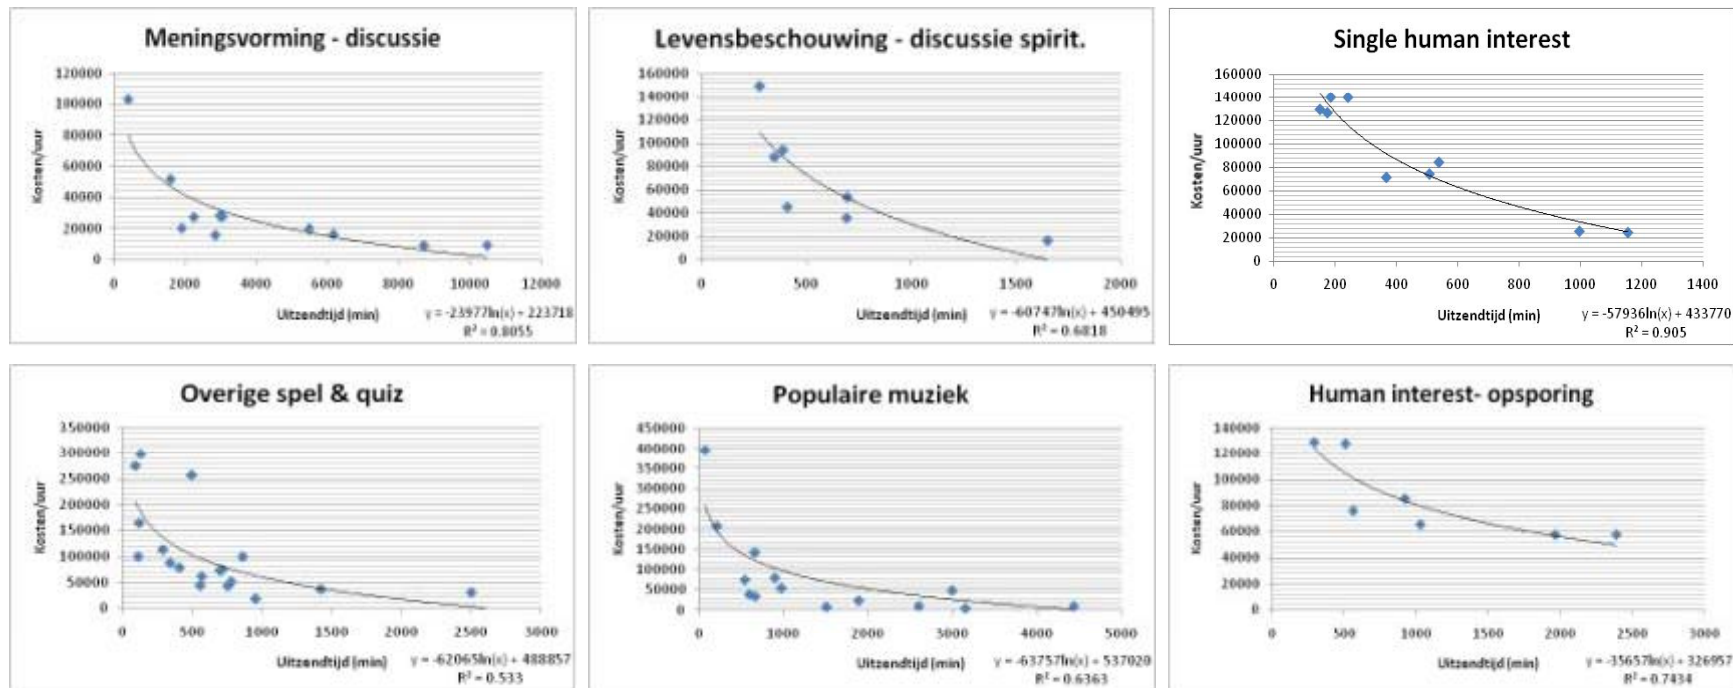 Meningsvorming - discussie
120000
100000
80000
60000
40000
20000
0
Kosten/uur
0 2000 4000 6000 8000 10000 12000
Uitzendtijd (min)
y = -23977ln(x) + 223718
R² = 0.8055
Levensbeschouwing - discussie spirit.
160000
140000
120000
100000
80000
60000
40000
20000
0
Kosten/uur
0 500 1000 1500 2000
Uitzendtijd (min)
y = -60747ln(x) + 450495
R² = 0.6818
Single human interest
160000
140000
120000
100000
80000
60000
40000
20000
0
Kosten/uur
0 200 400 600 800 1000 1200 1400
Uitzendtijd (min)
y = -57936ln(x) + 433770
R² = 0.905
Overige spel & quiz
350000
300000
250000
200000
150000
100000
50000
0
Kosten/uur
0 500 1000 1500 2000 2500 3000
Uitzendtijd (min)
y = -62065ln(x) + 488857
R² = 0.533
Populaire muziek
450000
400000
350000
300000
250000
200000
150000
100000
50000
0
Kosten/uur
0 1000 2000 3000 4000 5000
Uitzendtijd (min)
y = -63757ln(x) + 537020
R² = 0.6363
Human interest- opsporing
140000
120000
100000
80000
60000
40000
20000
0
Kosten/uur
0 500 1000 1500 2000 2500 3000
Uitzendtijd (min)
y = -35657ln(x) + 326957
R² = 0.7434